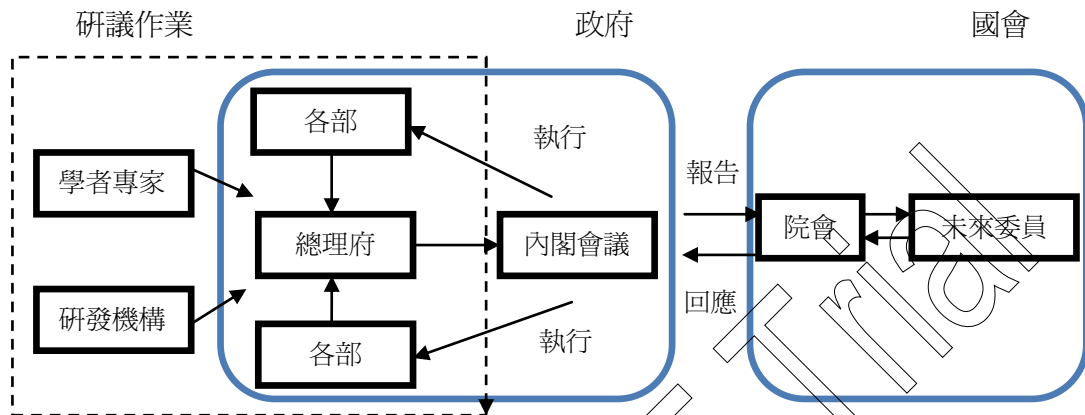 研議作業
政府
國會
各部
執行
學者專家
報告
總理府
內閣會議
院會
未來委員
回應
研發機構
各部
執行
Trial